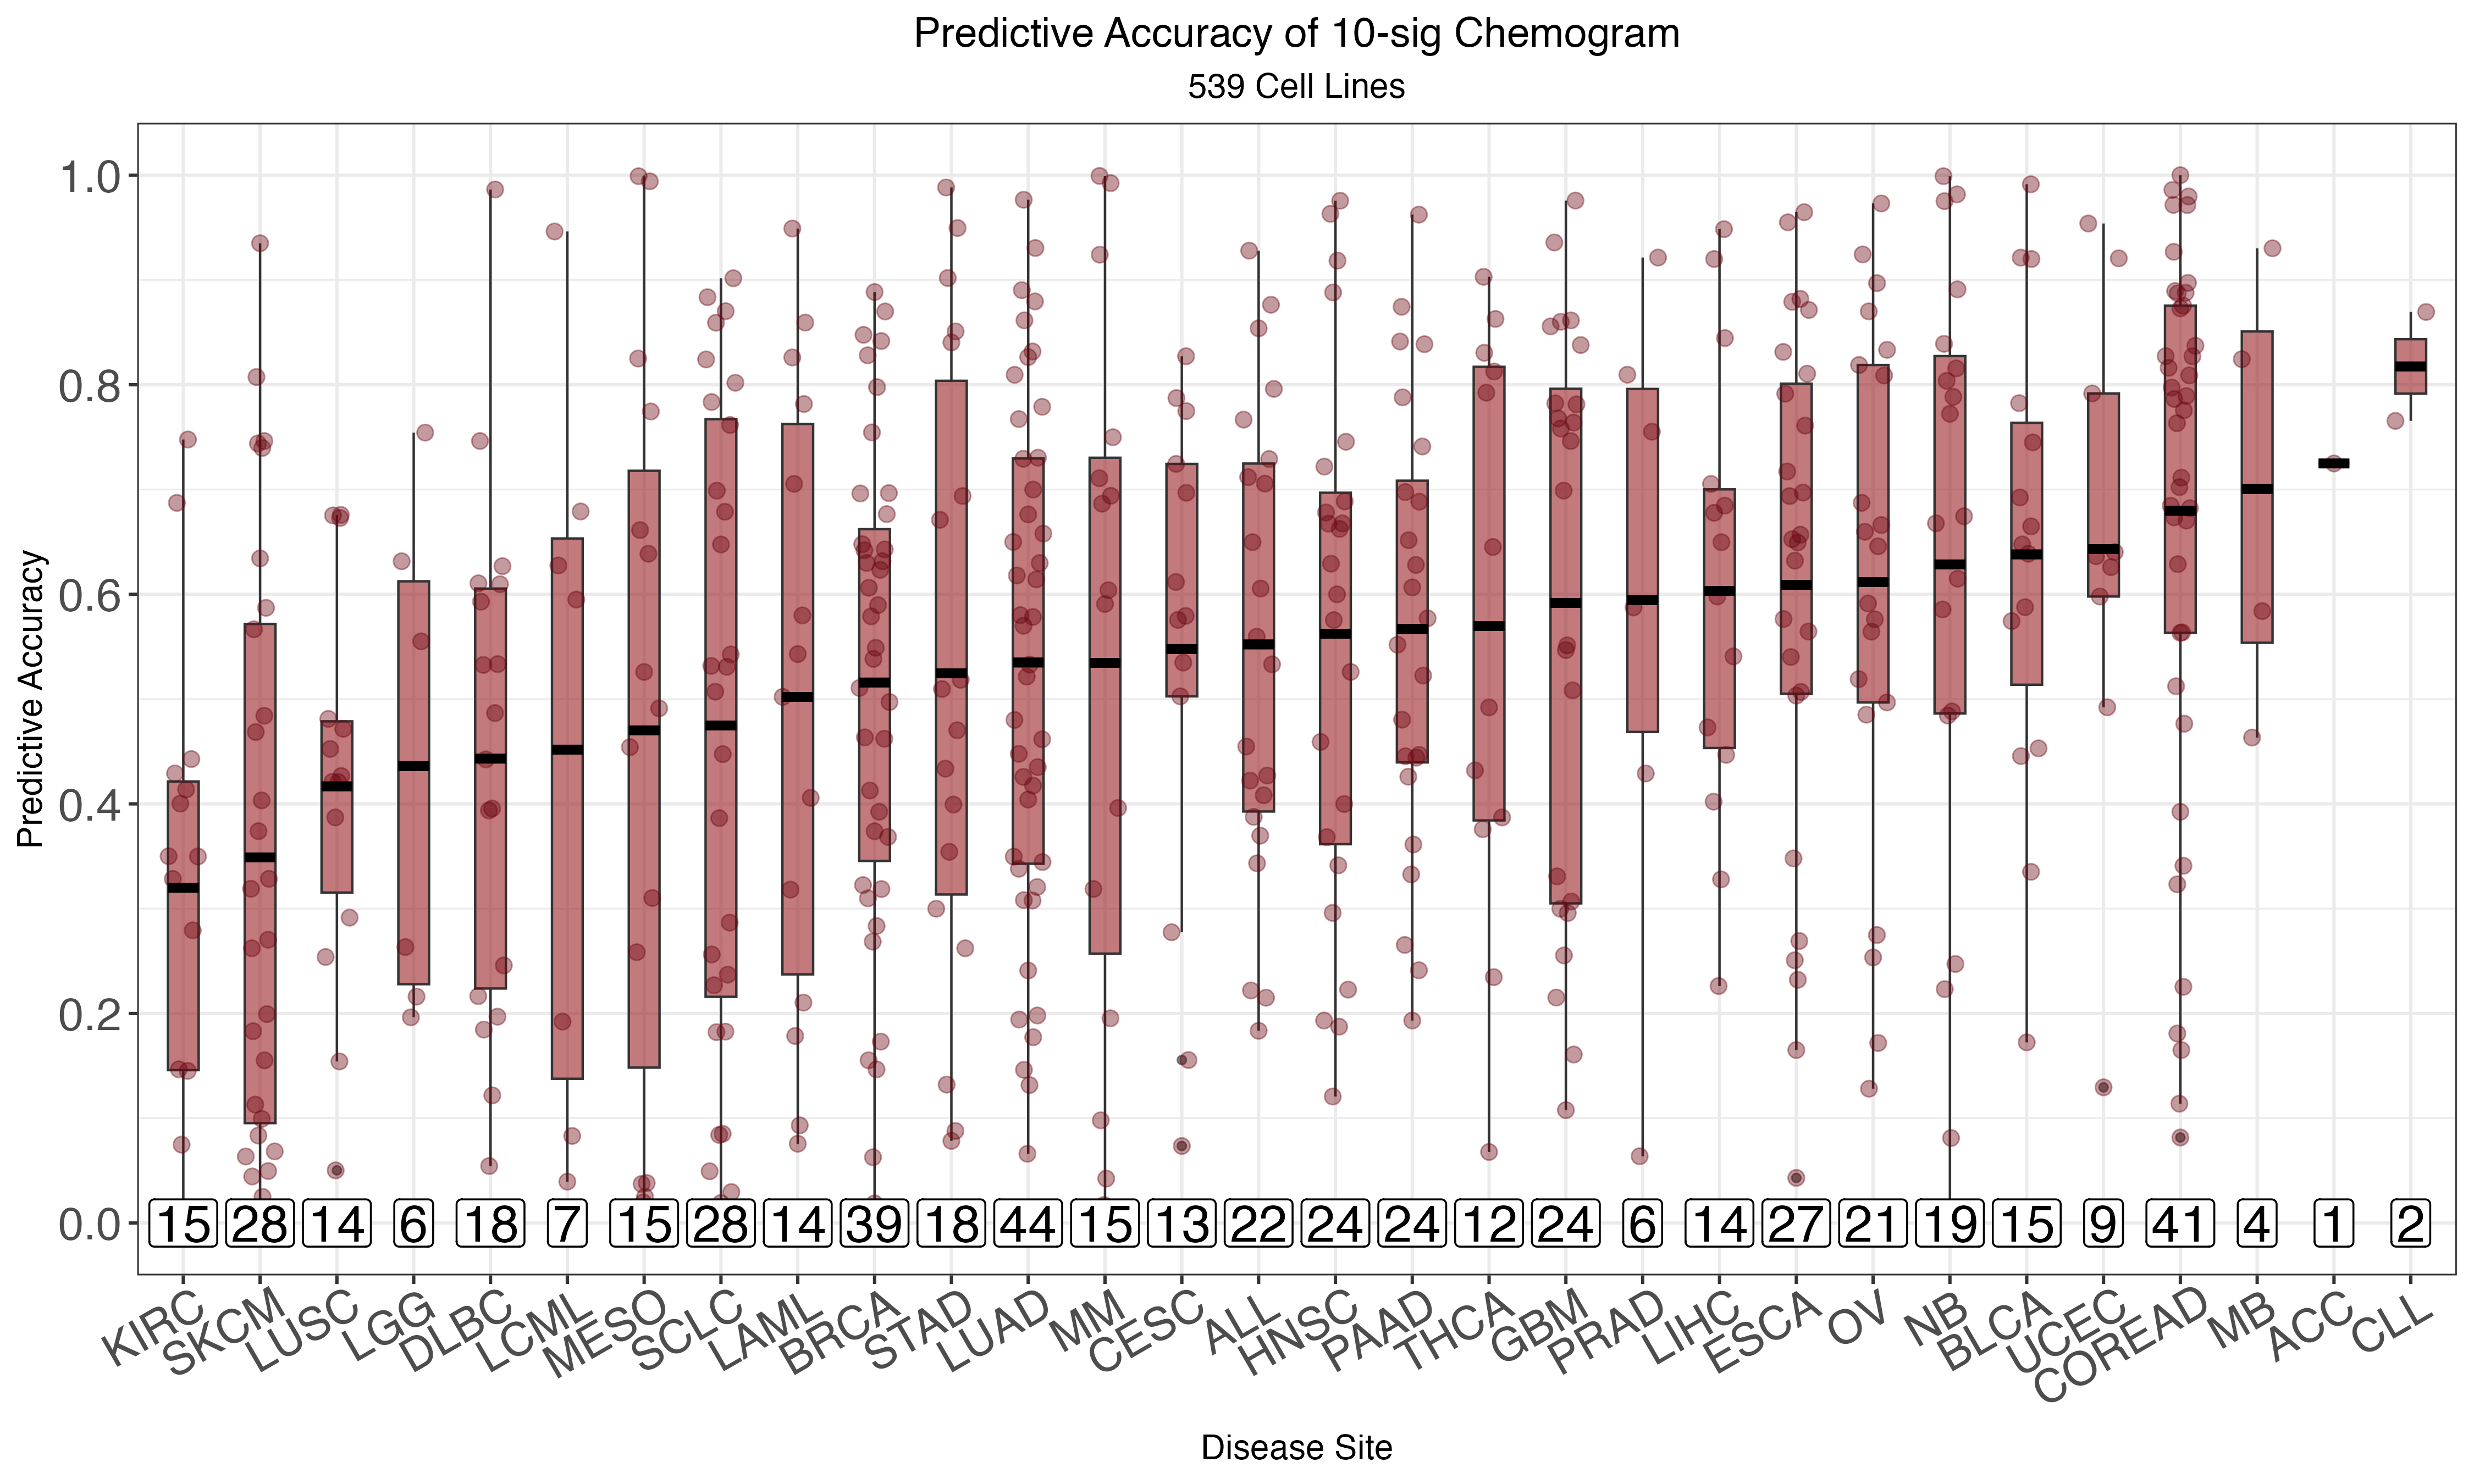 Predictive Accuracy of 10-sig Chemogram
539 Cell Lines
Predictive Accuracy
1.0
0.8
0.6
0.4
0.2
0.0
15 28 14 6 18 7 15 28 14 39 18 44 15 13 22 24 24 12 24 6 14 27 21 19 15 9 41 4 1 2
KIRC SKCM LUSC LGG DLBC LCML MESO SCLC LAML BRCA STAD LUAD MM CESC ALL HNSC PAAD THCA GBM PRAD LIHC ESCA OV NB BLCA UCEC COREAD MB ACC CLL
Disease Site